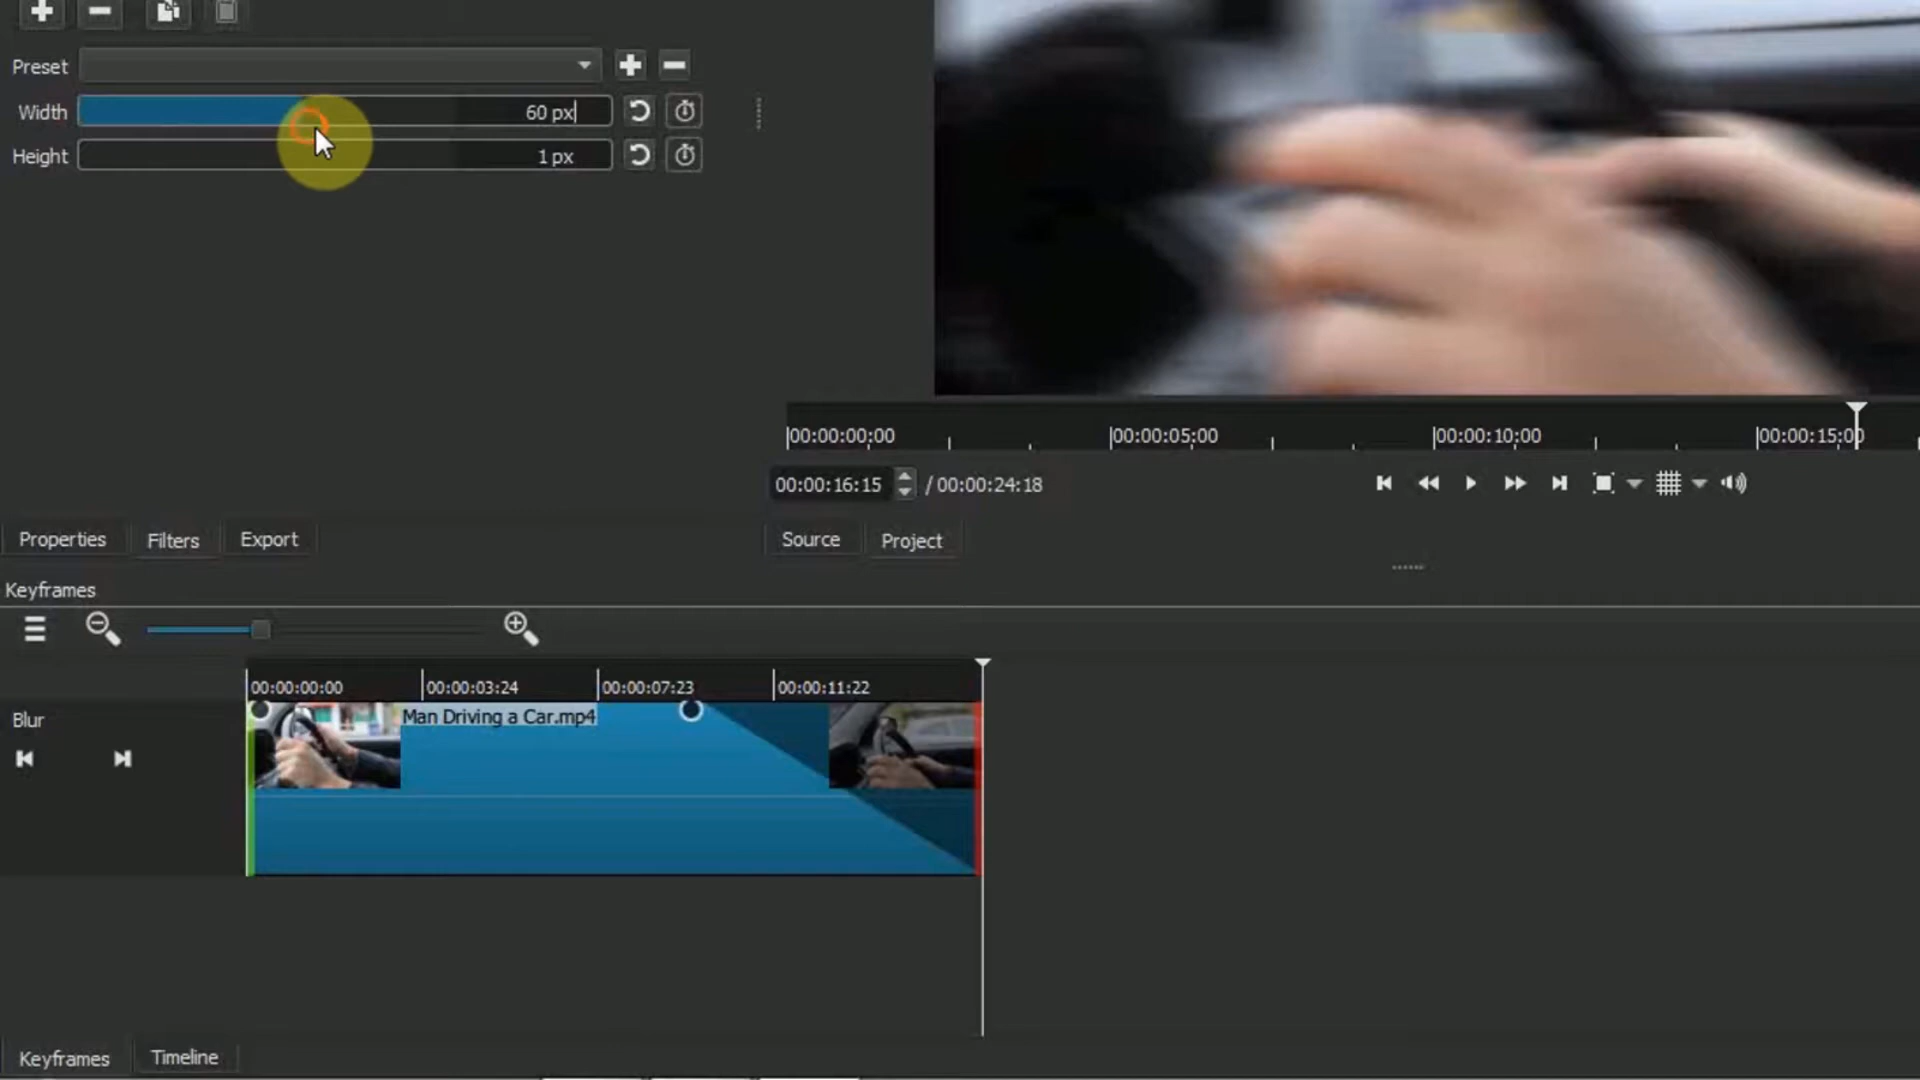 Preset
Width 60 px
Height 1 px
00:00:00;00 00:00:05;00 00:00:10;00 00:00:15;00
00:00:16:15 / 00:00:24:18
Properties Filters Export Source Project
Keyframes
00:00:00:00 00:00:03:24 00:00:07:23 00:00:11:22
Blur Man Driving a Car.mp4
Keyframes Timeline